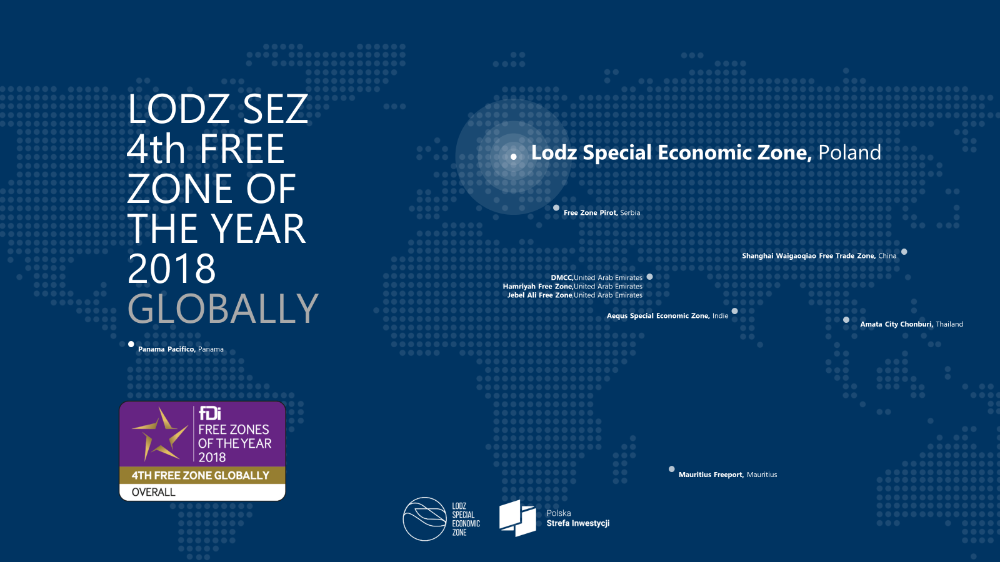 LODZ SEZ
4th FREE
ZONE OF
THE YEAR
2018
GLOBALLY
Lodz Special Economic Zone, Poland
Free Zone Pirot, Serbia
Shanghai Waigaoqiao Free Trade Zone, China
DMCC,United Arab Emirates
Hamriyah Free Zone,United Arab Emirates
Jebel Ali Free Zone,United Arab Emirates
Aequs Special Economic Zone, Indie
Amata City Chonburi, Thailand
Panama Pacifico, Panama
Mauritius Freeport, Mauritius
fDi
FREE ZONES
OF THE YEAR
2018
4TH FREE ZONE GLOBALLY
OVERALL
LODZ
SPECIAL
ECONOMIC
ZONE
Polska
Strefa Inwestycji